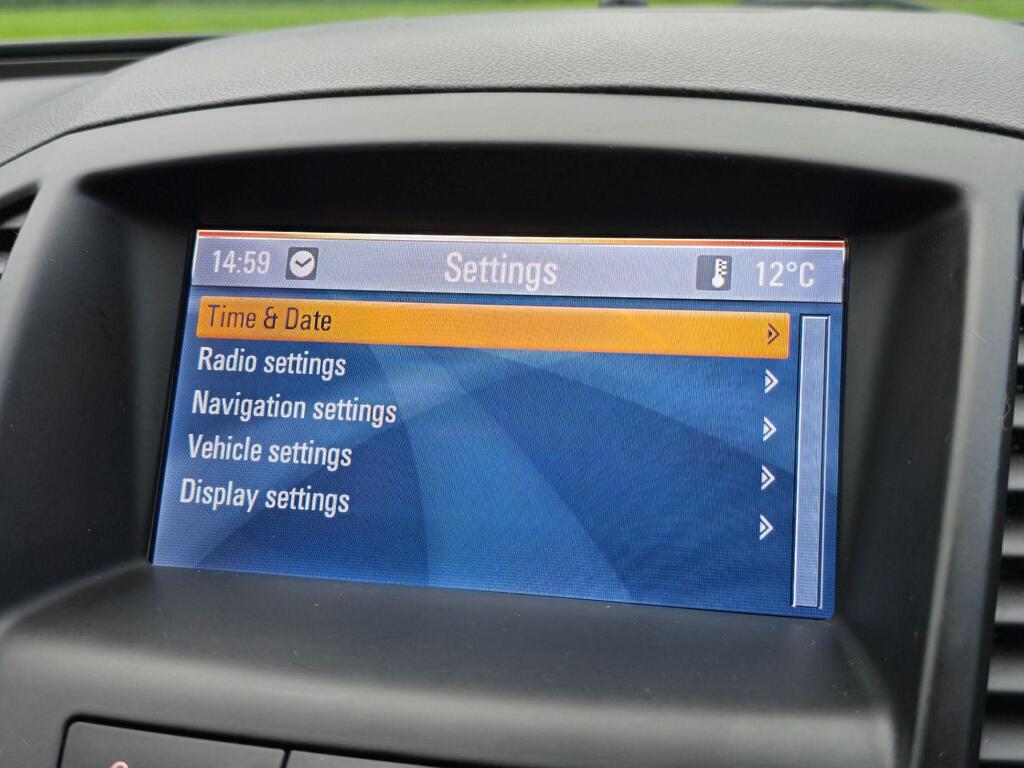 14:59 Settings 12°C
Time & Date
Radio settings
Navigation settings
Vehicle settings
Display settings